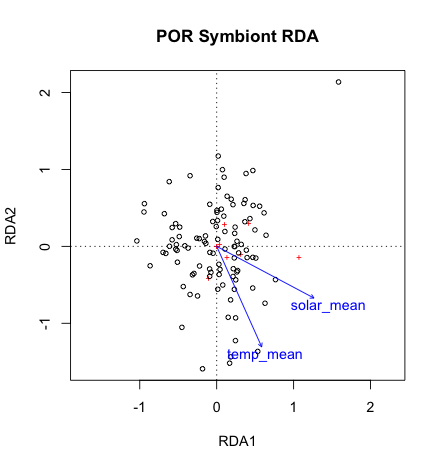 POR Symbiont RDA
RDA2
2
1
0
-1
solar_mean
temp_mean
-1
0
1
2
RDA1